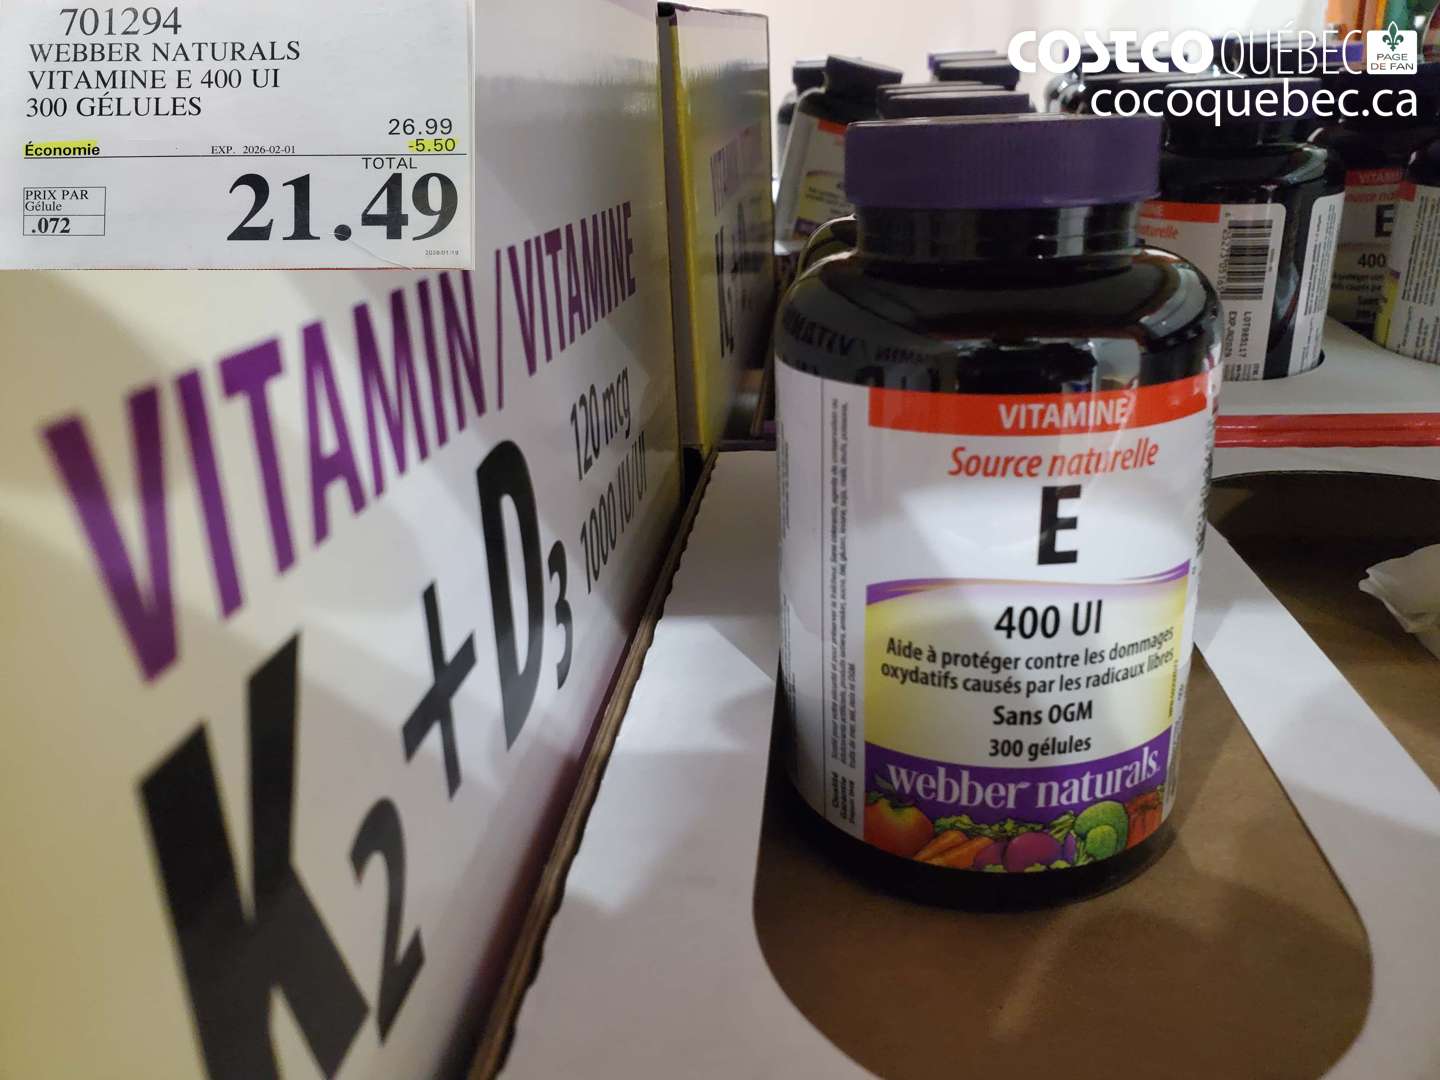 701294
WEBBER NATURALS
VITAMINE E 400 UI
300 GÉLULES
26.99
Économie
EXP. 2026-02-01
-5.50
TOTAL
PRIX PAR
Gélule
.072
21.49
COSTCO QUÉBEC
PAGE
DE FAN
cocoquebec.ca
VITAMIN / VITAMINE
K2 + D3
120 mcg
1000 IU/UI
VITAMINE
Source naturelle
E
400 UI
Aide à protéger contre les dommages
oxydatifs causés par les radicaux libres
Sans OGM
300 gélules
webber naturals
VITAMIN
E
400